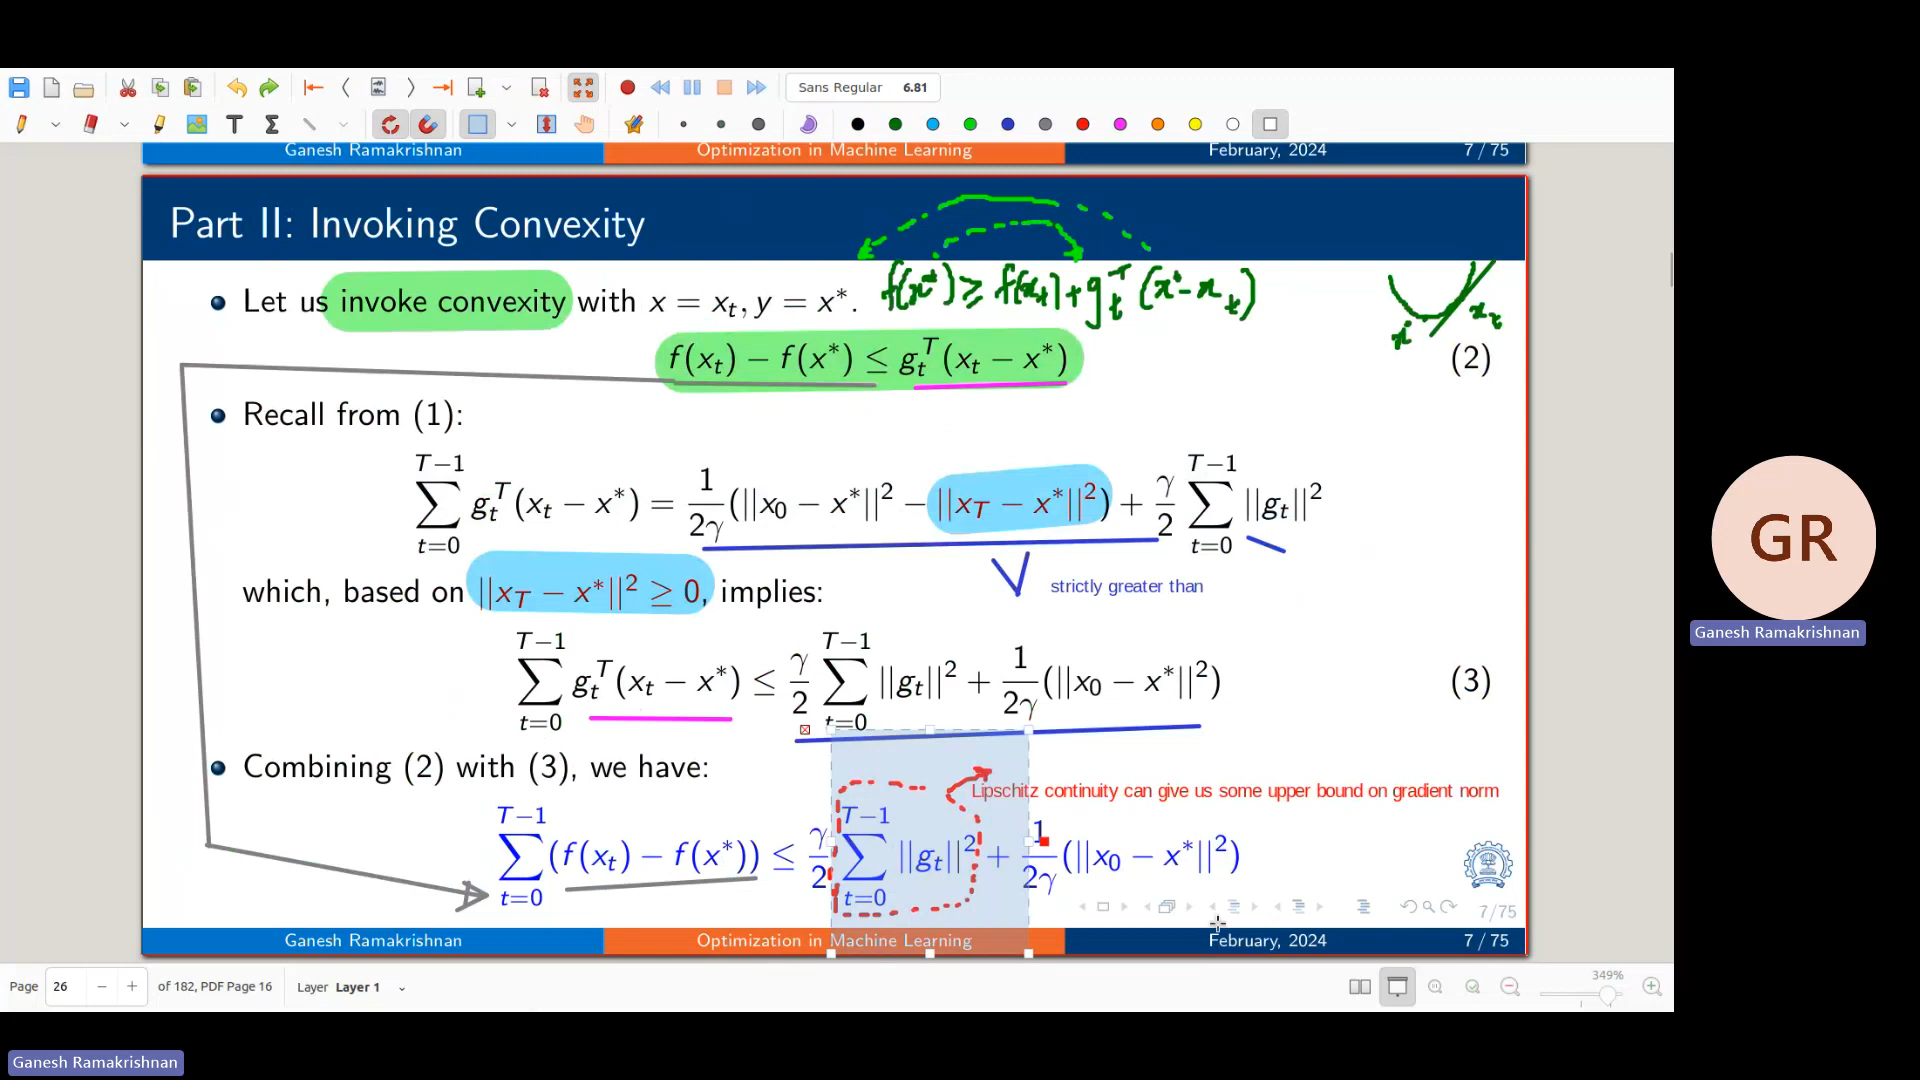 Sans Regular 6.81
Ganesh Ramakrishnan Optimization in Machine Learning February, 2024 7 / 75
Part II: Invoking Convexity
Let us invoke convexity with x = x_t, y = x*. f(x*) ≥ f(x_t) + g_t^T (x* - x_t)
x* x_t
f(x_t) − f(x*) ≤ g_t^T(x_t − x*) (2)
Recall from (1):
∑_{t=0}^{T−1} g_t^T(x_t − x*) = 1/2γ (||x_0 − x*||^2 − ||x_T − x*||^2) + γ/2 ∑_{t=0}^{T−1} ||g_t||^2
strictly greater than
which, based on ||x_T − x*||^2 ≥ 0, implies:
∑_{t=0}^{T−1} g_t^T(x_t − x*) ≤ γ/2 ∑_{t=0}^{T−1} ||g_t||^2 + 1/2γ (||x_0 − x*||^2) (3)
Combining (2) with (3), we have:
Lipschitz continuity can give us some upper bound on gradient norm
∑_{t=0}^{T−1} (f(x_t) − f(x*)) ≤ γ/2 ∑_{t=0}^{T−1} ||g_t||^2 + 1/2γ (||x_0 − x*||^2)
7/75
Ganesh Ramakrishnan Optimization in Machine Learning February, 2024 7 / 75
Page 26 − + of 182, PDF Page 16 Layer Layer 1 349%
GR
Ganesh Ramakrishnan
Ganesh Ramakrishnan